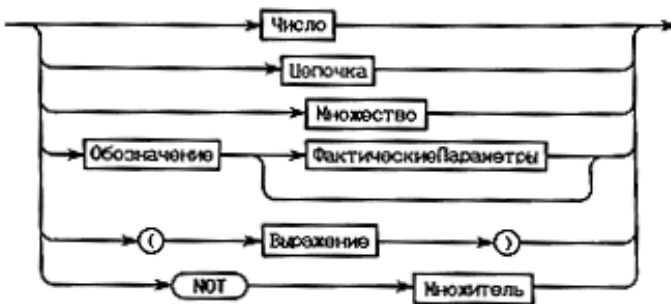 Число
Цепочка
Множество
Обозначение ФактическиеПараметры
( Выражение )
NOT Множитель